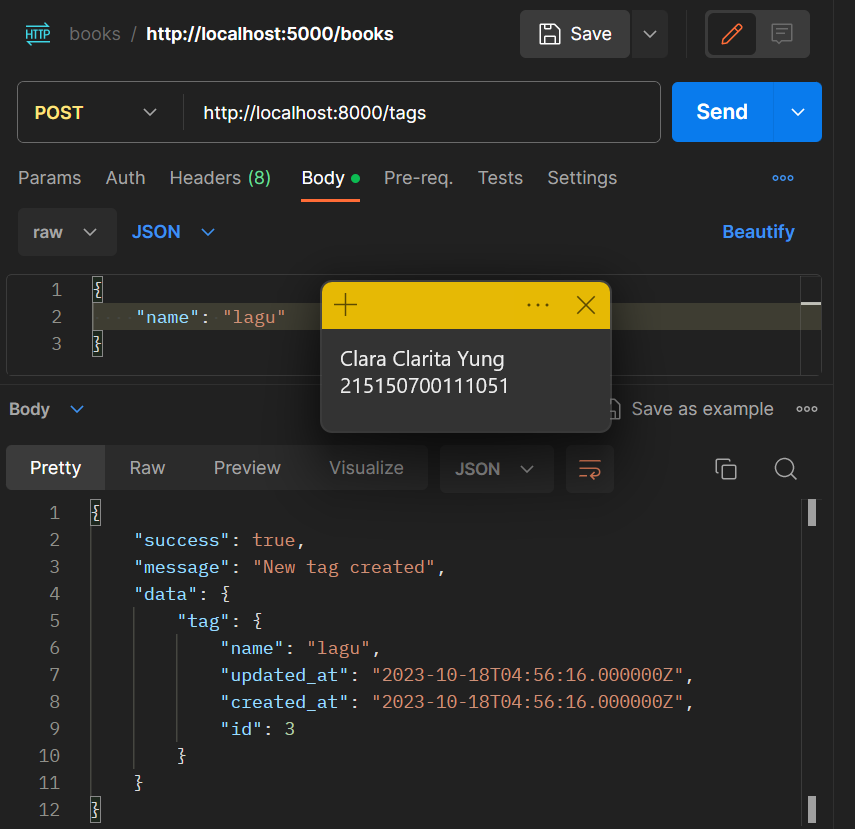 HTTP books / http://localhost:5000/books Save
POST http://localhost:8000/tags Send
Params Auth Headers (8) Body Pre-req. Tests Settings
raw JSON Beautify
1 {
2 "name": "lagu"
3 }
Clara Clarita Yung
215150700111051
Body Save as example
Pretty Raw Preview Visualize JSON
1 {
2 "success": true,
3 "message": "New tag created",
4 "data": {
5 "tag": {
6 "name": "lagu",
7 "updated_at": "2023-10-18T04:56:16.000000Z",
8 "created_at": "2023-10-18T04:56:16.000000Z",
9 "id": 3
10 }
11 }
12 }